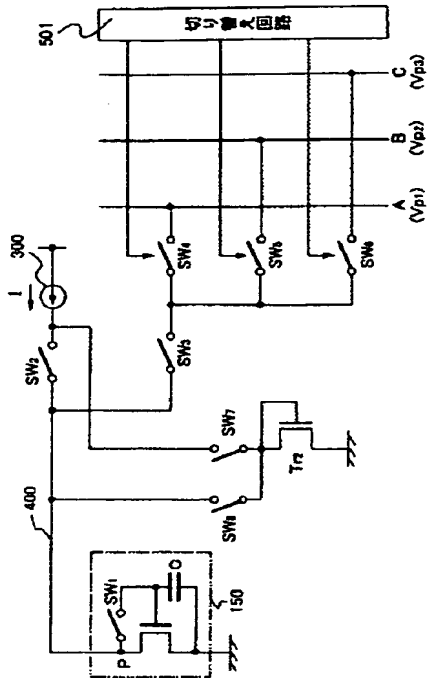 501
切り替え回路
300
I
SW2
400
SW4
SW5
SW6
SW3
A
(Vp1)
B
(Vp2)
C
(Vp3)
SW7
SW8
Tr2
SW1
P
C
150